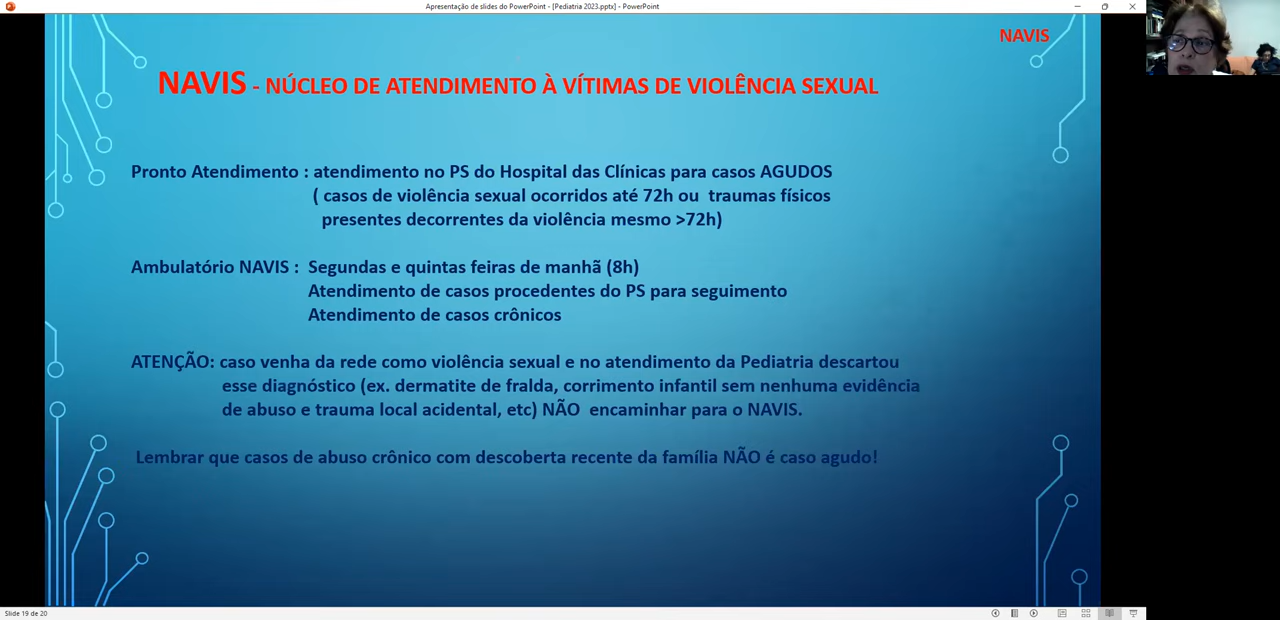 Apresentação de slides do PowerPoint - [Pediatria 2023.pptx] - PowerPoint
NAVIS
NAVIS - NÚCLEO DE ATENDIMENTO À VÍTIMAS DE VIOLÊNCIA SEXUAL
Pronto Atendimento : atendimento no PS do Hospital das Clínicas para casos AGUDOS
( casos de violência sexual ocorridos até 72h ou traumas físicos
presentes decorrentes da violência mesmo >72h)
Ambulatório NAVIS : Segundas e quintas feiras de manhã (8h)
Atendimento de casos procedentes do PS para seguimento
Atendimento de casos crônicos
ATENÇÃO: caso venha da rede como violência sexual e no atendimento da Pediatria descartou
esse diagnóstico (ex. dermatite de fralda, corrimento infantil sem nenhuma evidência
de abuso e trauma local acidental, etc) NÃO encaminhar para o NAVIS.
Lembrar que casos de abuso crônico com descoberta recente da família NÃO é caso agudo!
Slide 19 de 20